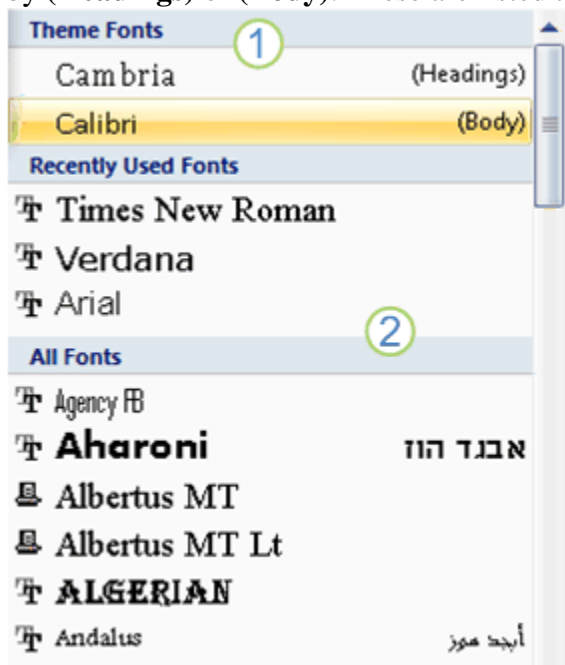 Theme Fonts
1
Cambria (Headings)
Calibri (Body)
Recently Used Fonts
Times New Roman
Verdana
Arial
2
All Fonts
Agency FB
Aharoni אבגד הוז
Albertus MT
Albertus MT Lt
ALGERIAN
Andalus أبجد هوز